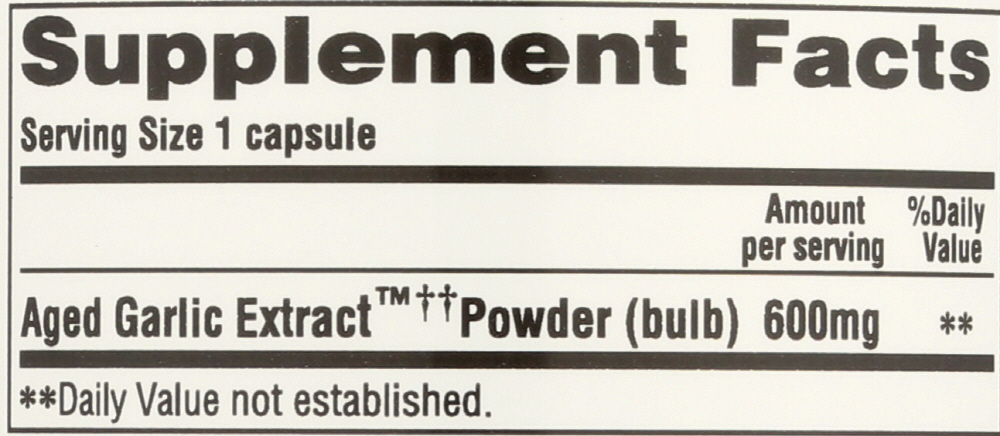 Supplement Facts
Serving Size 1 capsule
Amount per serving %Daily Value
Aged Garlic Extract™††Powder (bulb) 600mg **
**Daily Value not established.